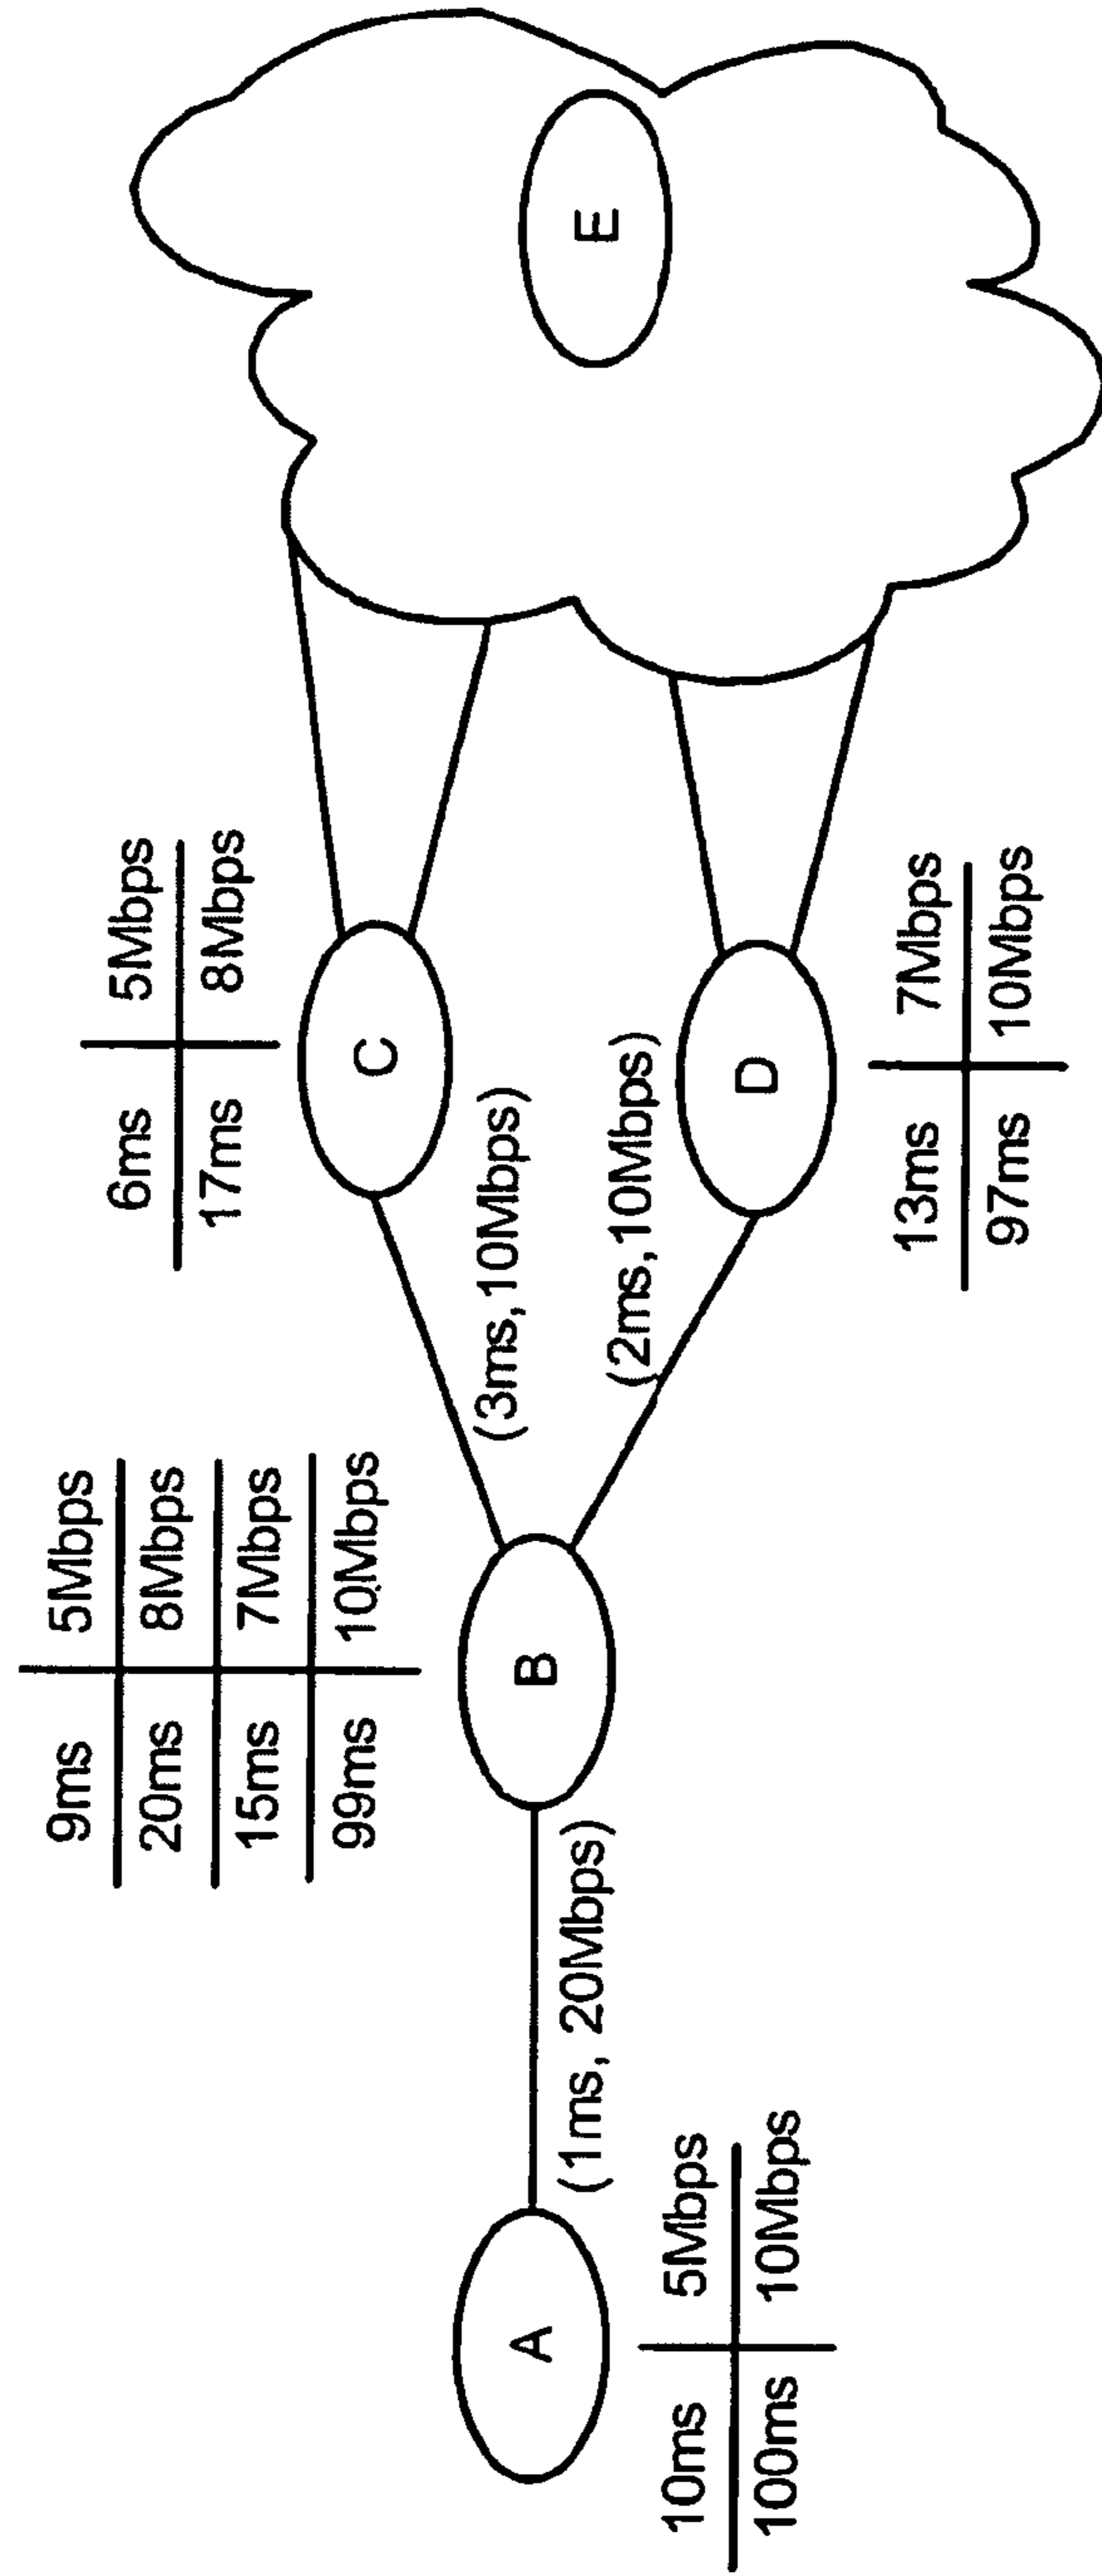 9ms 5Mbps
20ms 8Mbps
15ms 7Mbps
99ms 10Mbps
6ms 5Mbps
17ms 8Mbps
C
(3ms,10Mbps)
E
A
(1ms, 20Mbps)
B
(2ms,10Mbps)
D
10ms 5Mbps
100ms 10Mbps
13ms 7Mbps
97ms 10Mbps